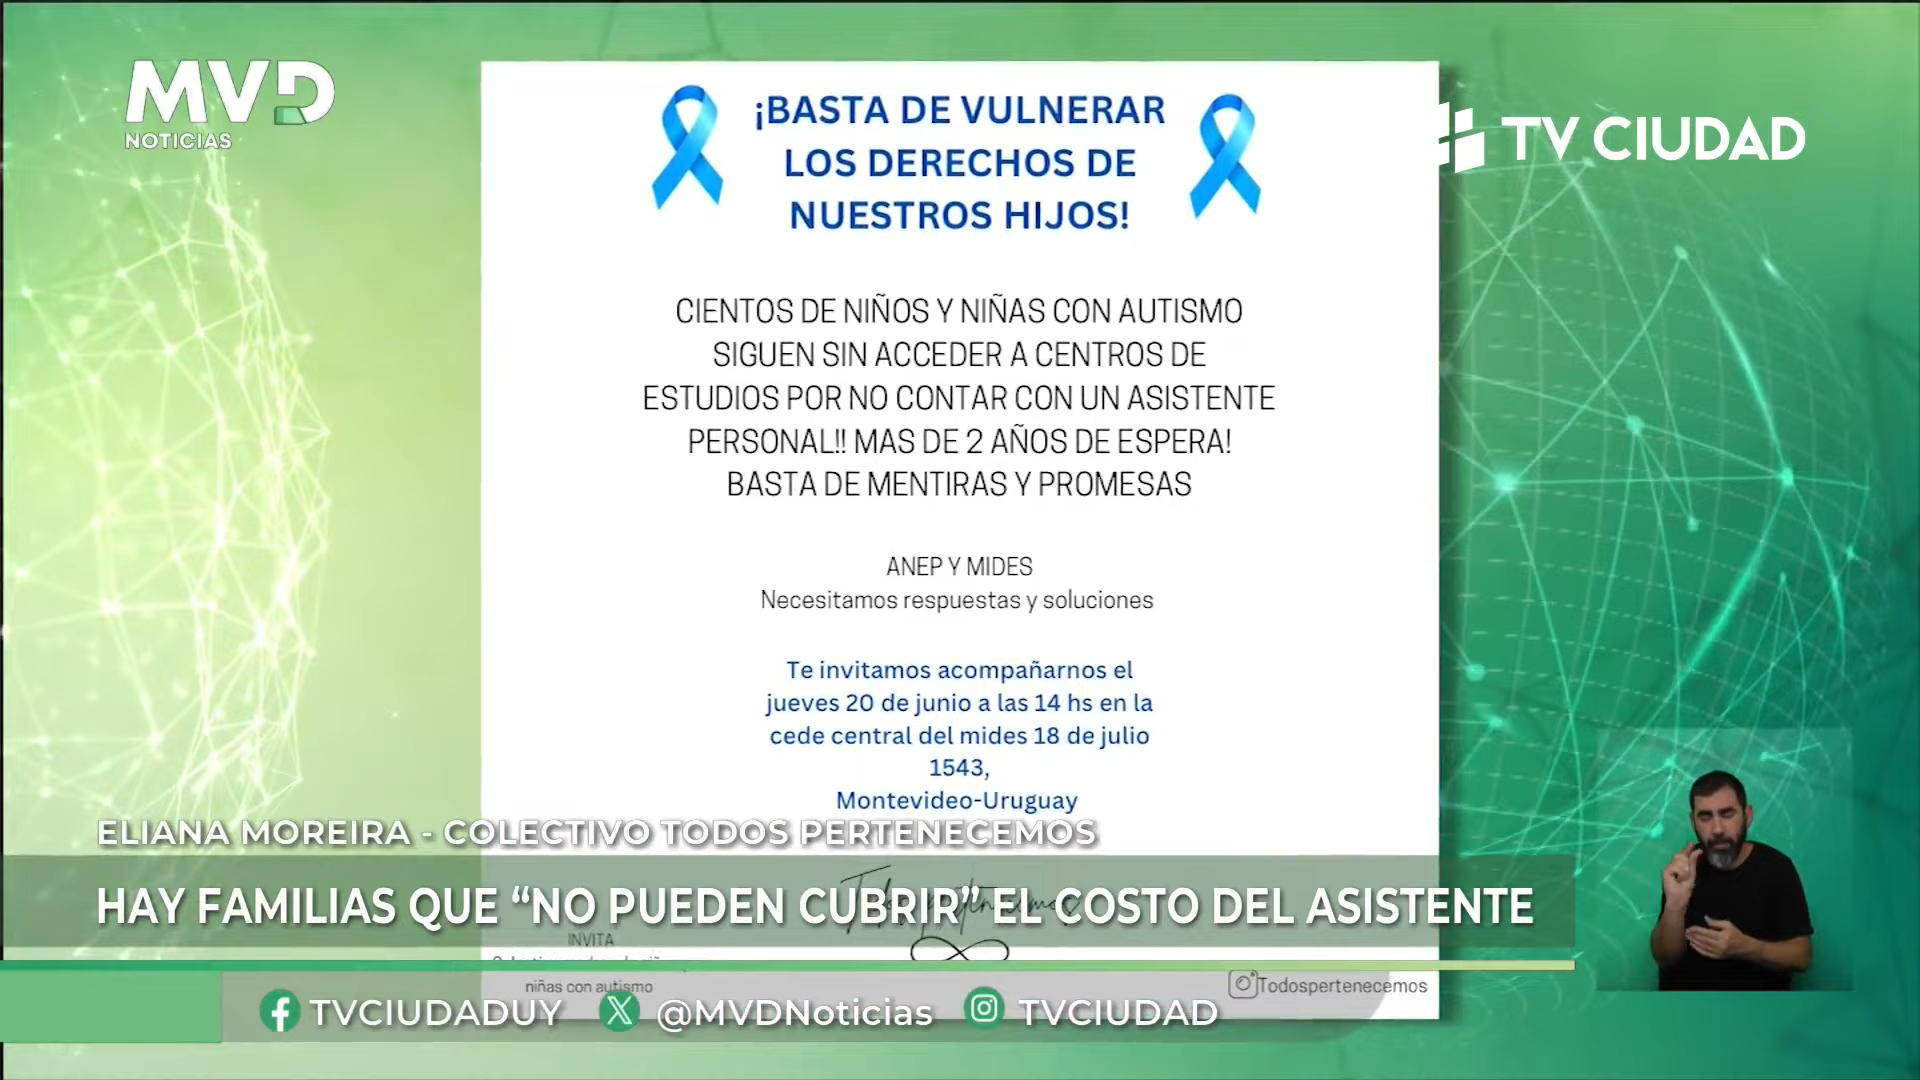 MVD
NOTICIAS
TV CIUDAD
¡BASTA DE VULNERAR
LOS DERECHOS DE
NUESTROS HIJOS!
CIENTOS DE NIÑOS Y NIÑAS CON AUTISMO
SIGUEN SIN ACCEDER A CENTROS DE
ESTUDIOS POR NO CONTAR CON UN ASISTENTE
PERSONAL!! MAS DE 2 AÑOS DE ESPERA!
BASTA DE MENTIRAS Y PROMESAS
ANEP Y MIDES
Necesitamos respuestas y soluciones
Te invitamos acompañarnos el
jueves 20 de junio a las 14 hs en la
cede central del mides 18 de julio
1543,
Montevideo-Uruguay
ELIANA MOREIRA - COLECTIVO TODOS PERTENECEMOS
HAY FAMILIAS QUE “NO PUEDEN CUBRIR” EL COSTO DEL ASISTENTE
INVITA
niñas con autismo
Todospertenecemos
TVCIUDADUY @MVDNoticias TVCIUDAD